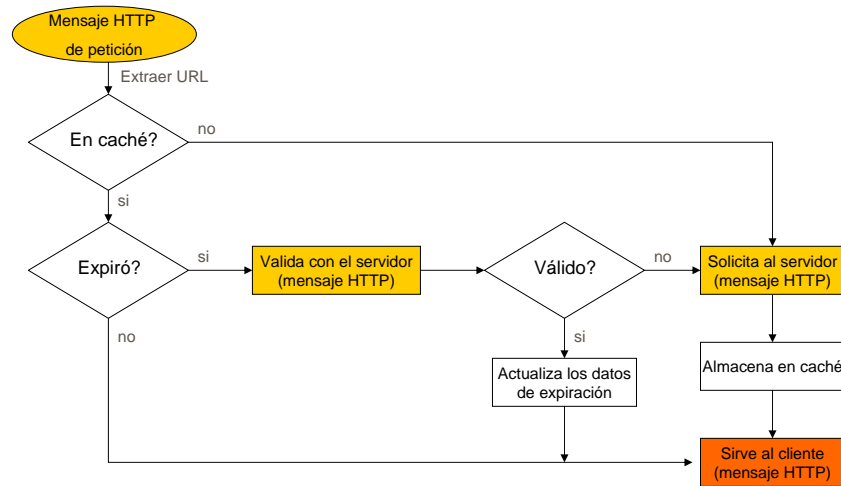 Mensaje HTTP
de petición
Extraer URL
En caché?
no
si
Expiró?
si
Valida con el servidor
(mensaje HTTP)
Válido?
no
Solicita al servidor
(mensaje HTTP)
no
si
Actualiza los datos
de expiración
Almacena en caché
Sirve al cliente
(mensaje HTTP)